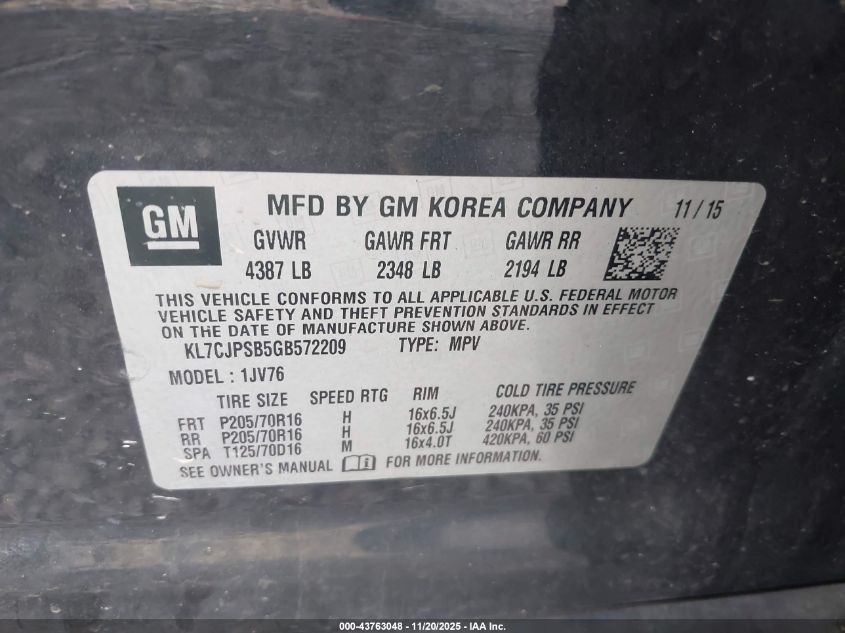 GM
MFD BY GM KOREA COMPANY 11/15
GVWR GAWR FRT GAWR RR
4387 LB 2348 LB 2194 LB
THIS VEHICLE CONFORMS TO ALL APPLICABLE U.S. FEDERAL MOTOR
VEHICLE SAFETY AND THEFT PREVENTION STANDARDS IN EFFECT
ON THE DATE OF MANUFACTURE SHOWN ABOVE.
KL7CJPSB5GB572209 TYPE: MPV
MODEL : 1JV76
TIRE SIZE SPEED RTG RIM COLD TIRE PRESSURE
FRT P205/70R16 H 16x6.5J 240KPA, 35 PSI
RR P205/70R16 H 16x6.5J 240KPA, 35 PSI
SPA T125/70D16 M 16x4.0T 420KPA, 60 PSI
SEE OWNER'S MANUAL FOR MORE INFORMATION.
000-43763048 - 11/20/2025 - IAA Inc.